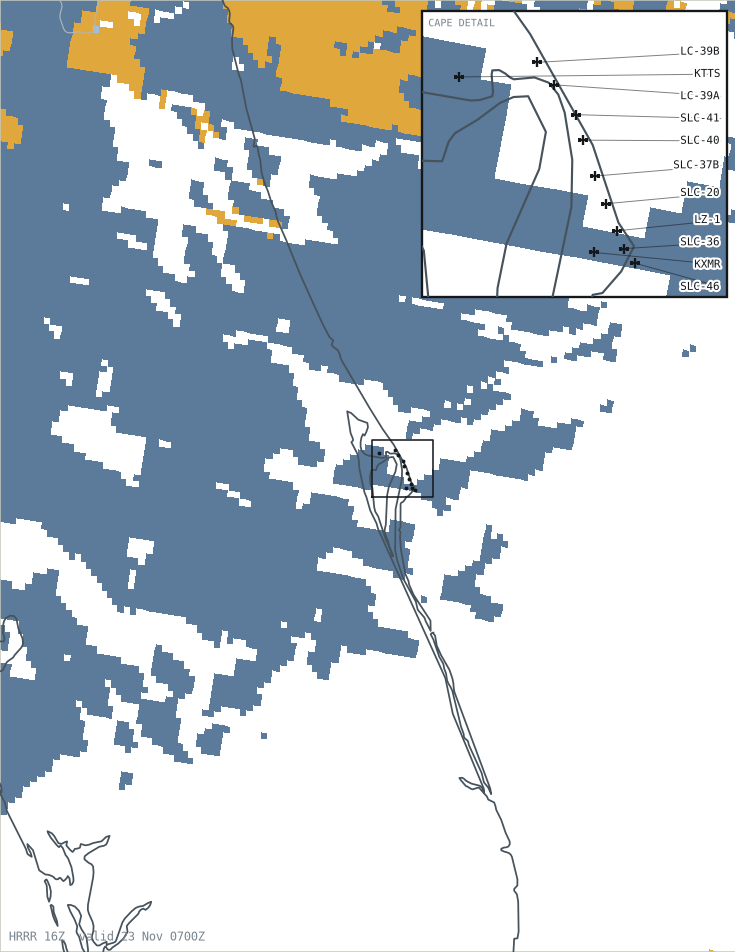 CAPE DETAIL
LC-39B
KTTS
LC-39A
SLC-41
SLC-40
SLC-37B
SLC-20
LZ-1
SLC-36
KXMR
SLC-46
HRRR 16Z valid 23 Nov 0700Z